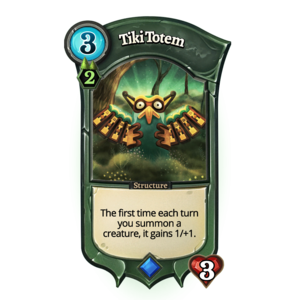 Tiki Totem
3
2
Structure
The first time each turn
you summon a
creature, it gains 1/+1.
3